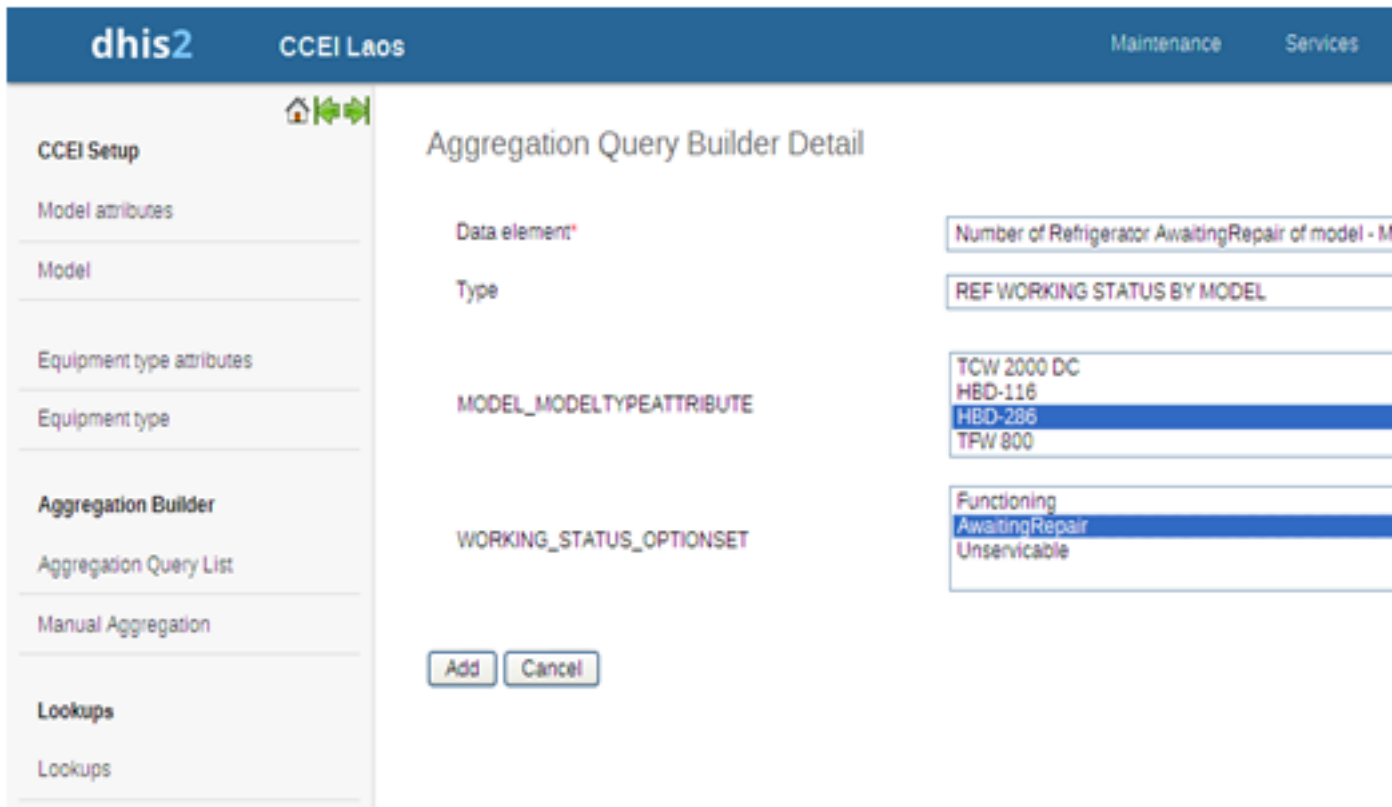 dhis2 CCEI Laos Maintenance Services
CCEI Setup
Model attributes
Model
Equipment type attributes
Equipment type
Aggregation Builder
Aggregation Query List
Manual Aggregation
Lookups
Lookups
Aggregation Query Builder Detail
Data element* Number of Refrigerator AwaitingRepair of model - M
Type REF WORKING STATUS BY MODEL
MODEL_MODELTYPEATTRIBUTE
TCW 2000 DC
HBD-116
HBD-286
TFW 800
WORKING_STATUS_OPTIONSET
Functioning
AwaitingRepair
Unservicable
Add Cancel